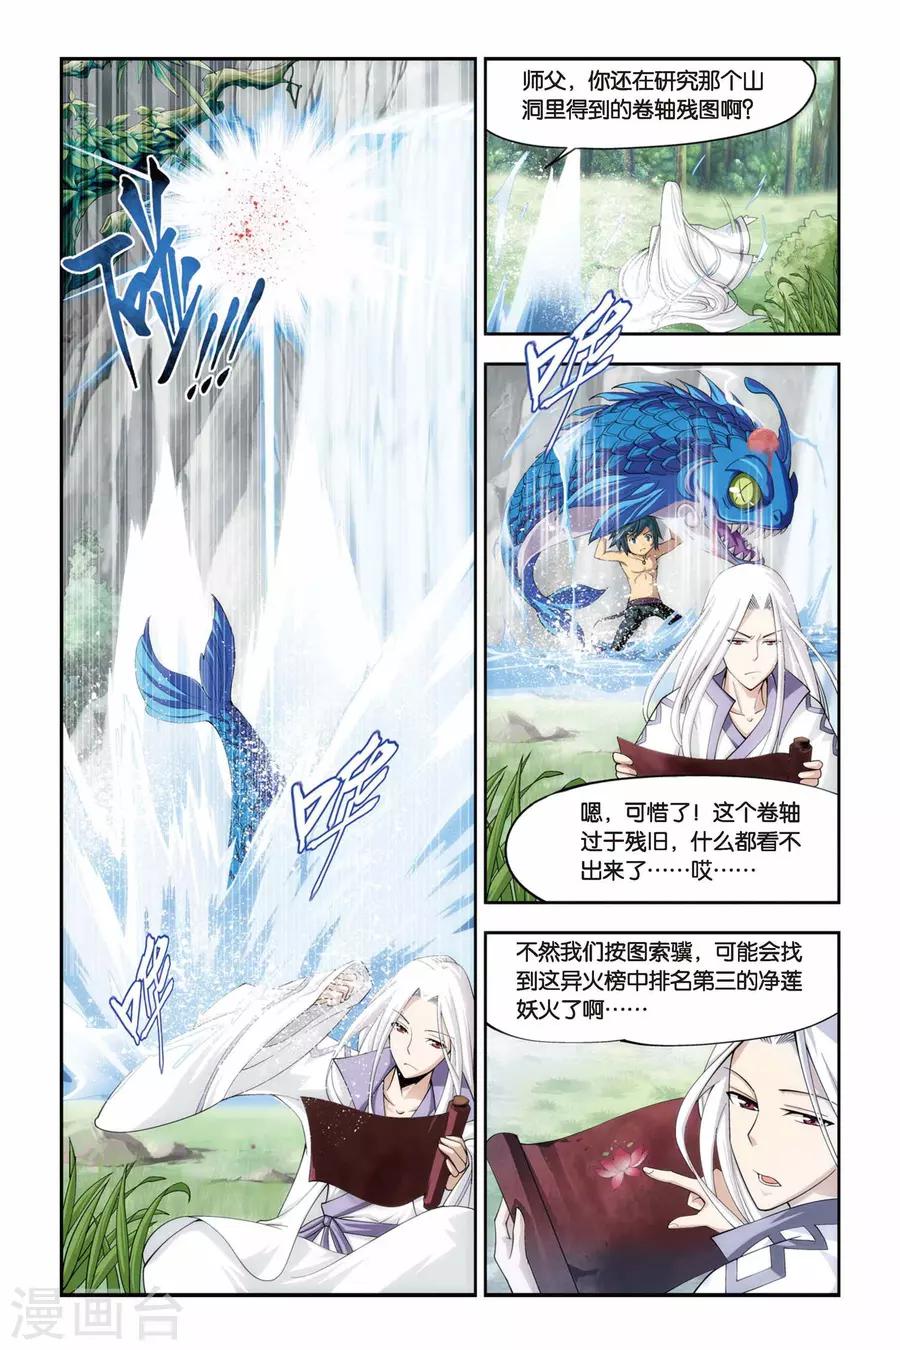 碰!!!
哗
哗
师父，你还在研究那个山
洞里得到的卷轴残图啊？
哗
嗯，可惜了！这个卷轴
过于残旧，什么都看不
出来了……哎……
不然我们按图索骥，可能会找
到这异火榜中排名第三的净莲
妖火了啊……
漫画台